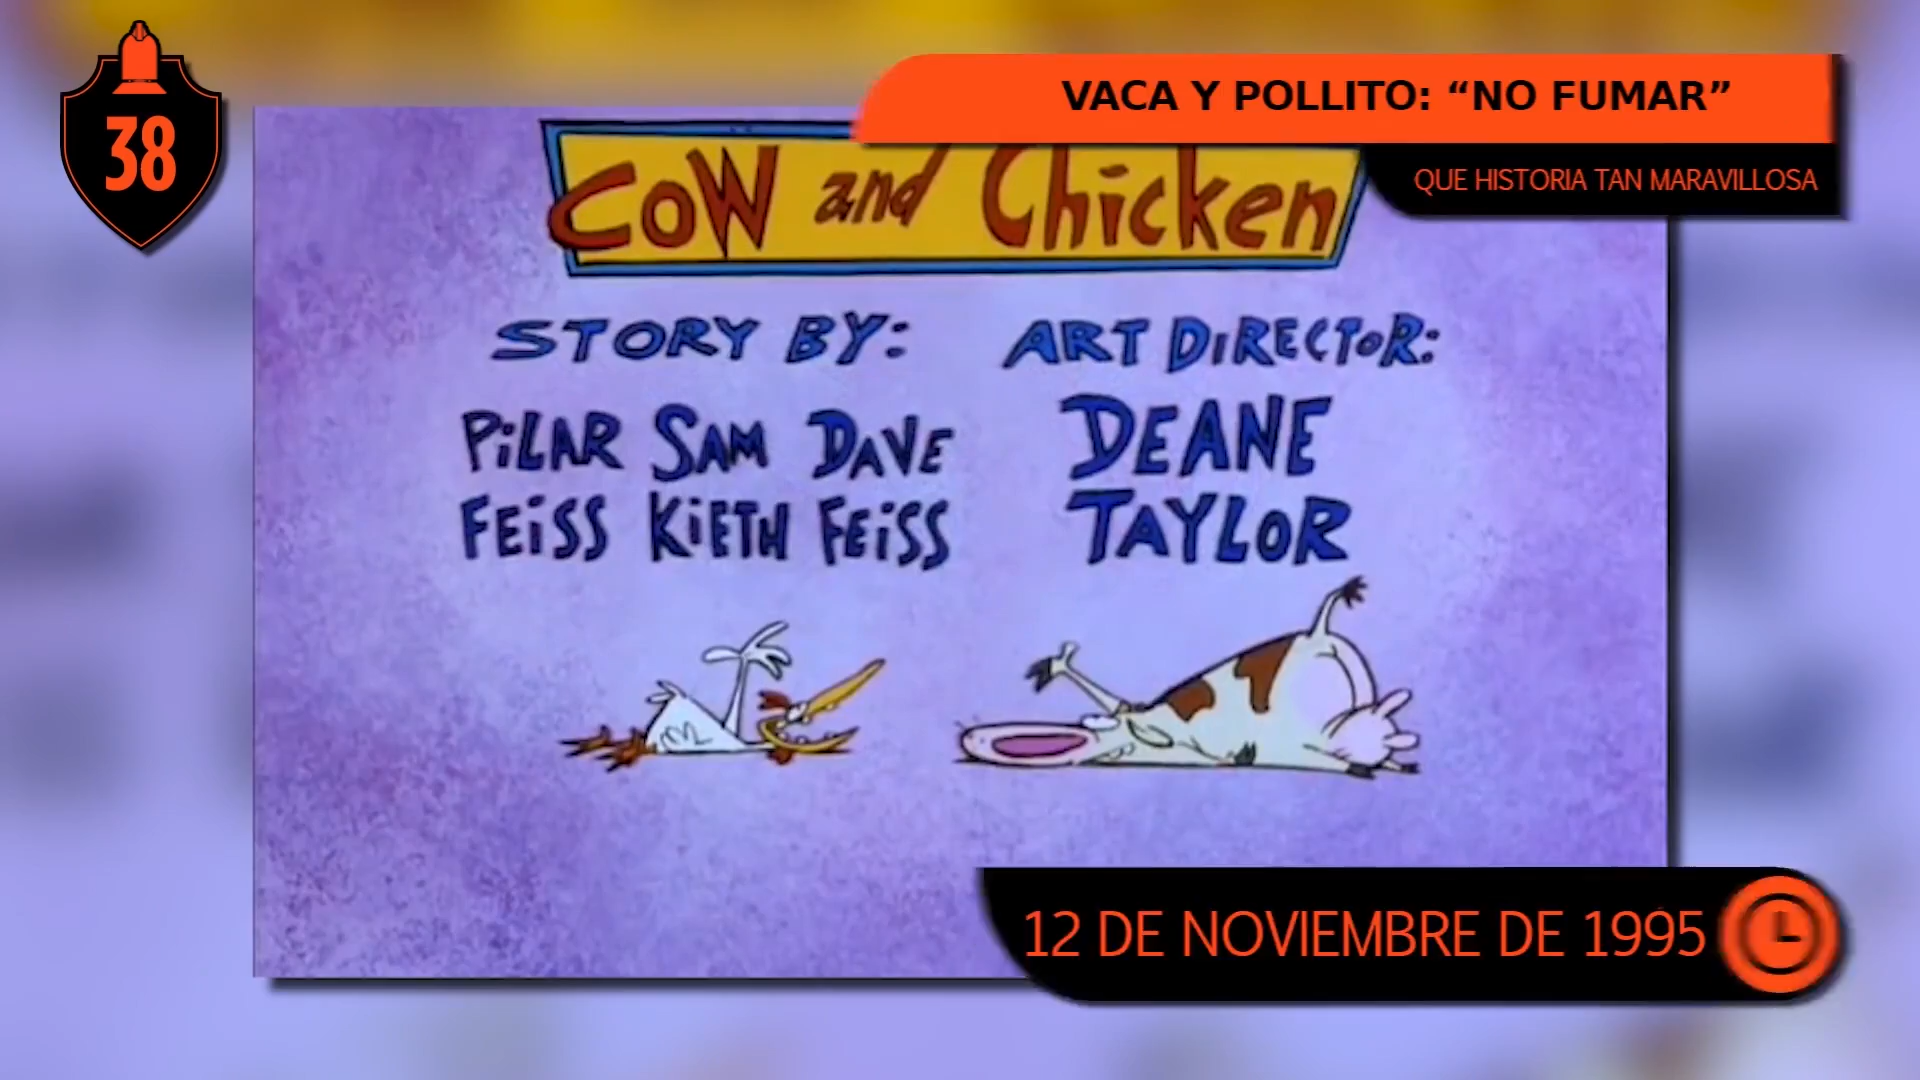 38
VACA Y POLLITO: “NO FUMAR”
QUE HISTORIA TAN MARAVILLOSA
COW and Chicken
STORY BY:
PiLAR SAM DAVE
FEiSS KiETH FEiSS
ART DiRECTOR:
DEANE
TAYLOR
12 DE NOVIEMBRE DE 1995